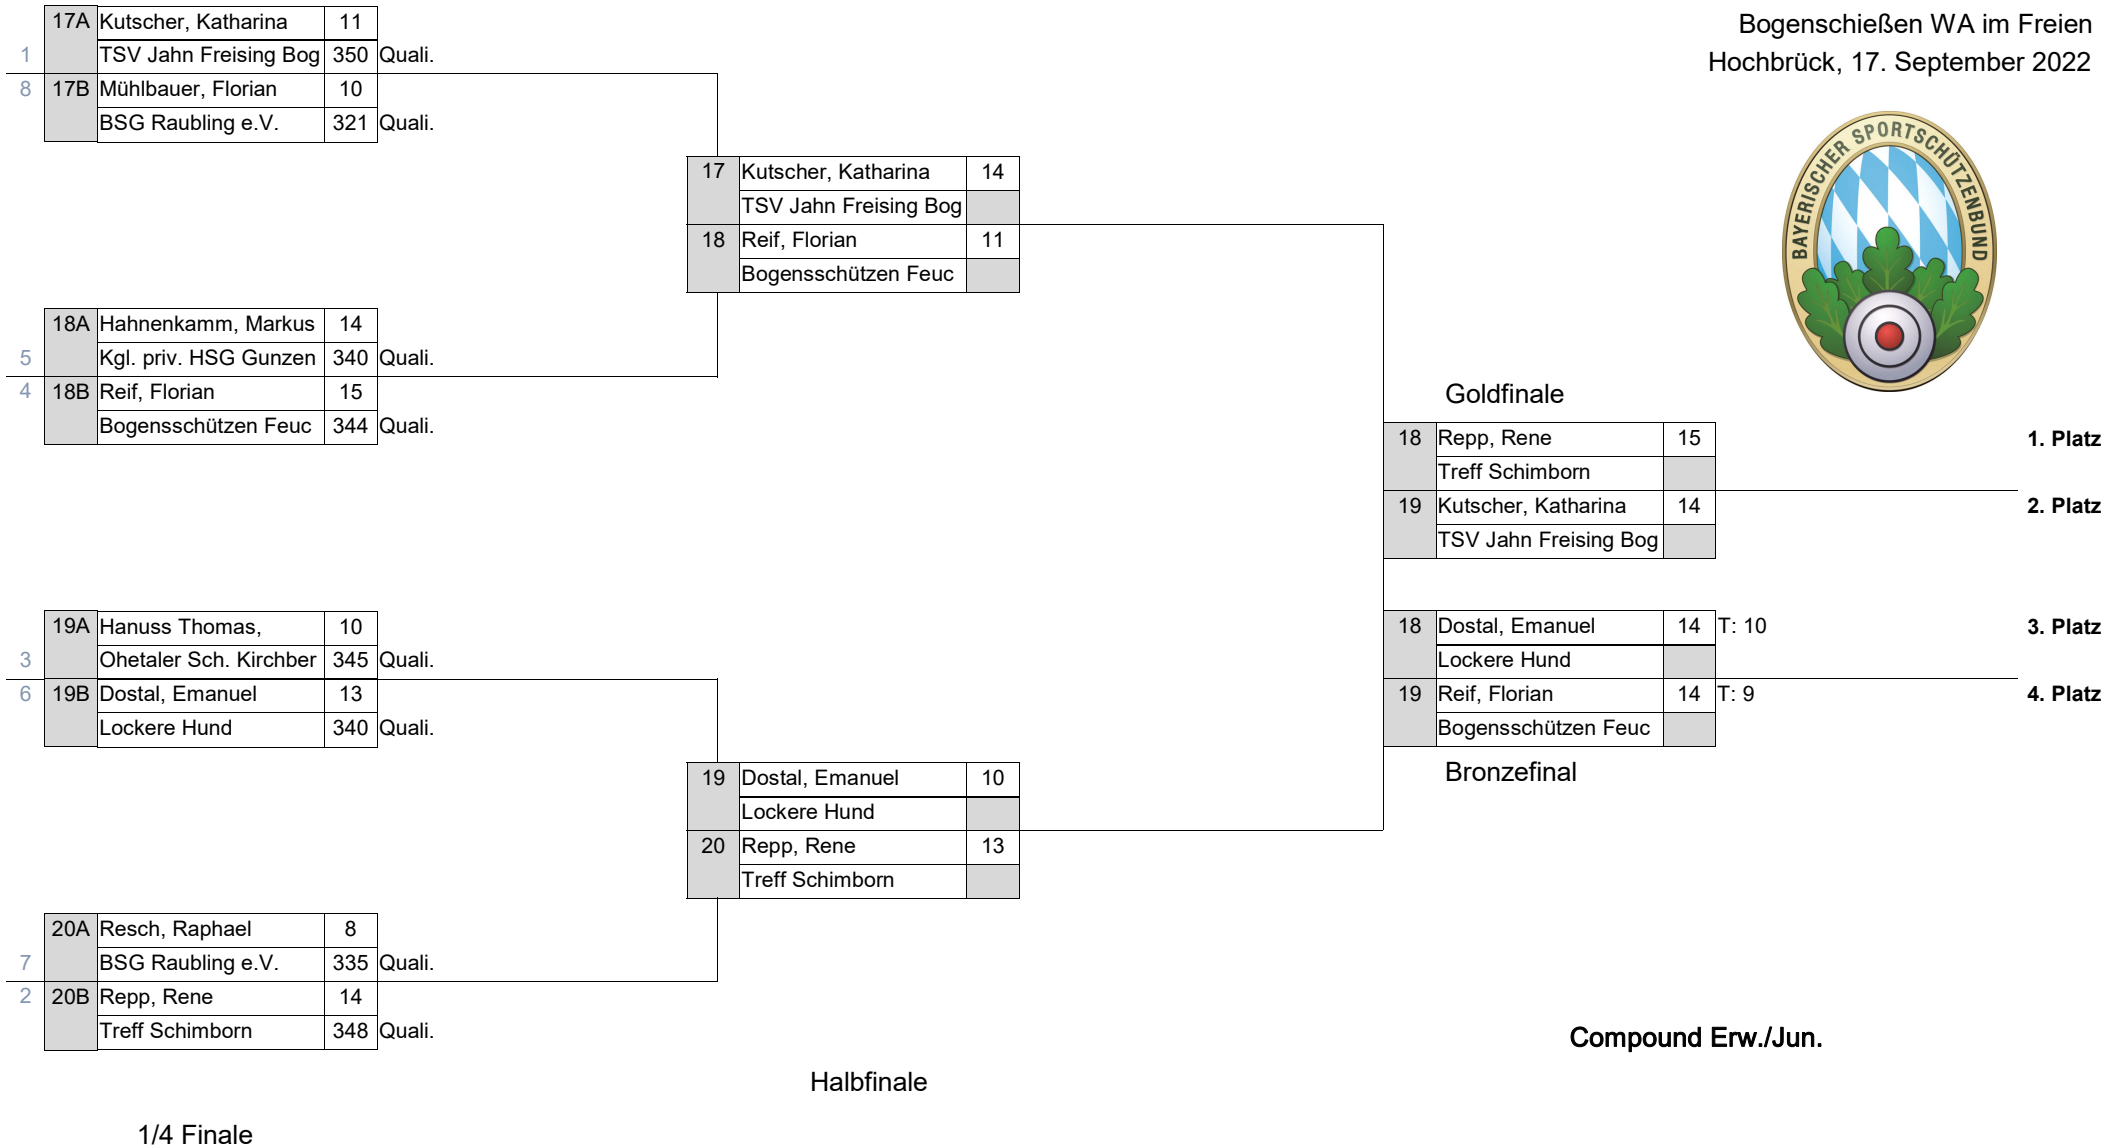 Bogenschießen WA im Freien
Hochbrück, 17. September 2022
BAYERISCHER SPORTSCHÜTZENBUND
17A Kutscher, Katharina 11
1 TSV Jahn Freising Bog 350 Quali.
8 17B Mühlbauer, Florian 10
BSG Raubling e.V. 321 Quali.
18A Hahnenkamm, Markus 14
5 Kgl. priv. HSG Gunzen 340 Quali.
4 18B Reif, Florian 15
Bogensschützen Feuc 344 Quali.
19A Hanuss Thomas, 10
3 Ohetaler Sch. Kirchber 345 Quali.
6 19B Dostal, Emanuel 13
Lockere Hund 340 Quali.
20A Resch, Raphael 8
7 BSG Raubling e.V. 335 Quali.
2 20B Repp, Rene 14
Treff Schimborn 348 Quali.
1/4 Finale
17 Kutscher, Katharina 14
TSV Jahn Freising Bog
18 Reif, Florian 11
Bogensschützen Feuc
19 Dostal, Emanuel 10
Lockere Hund
20 Repp, Rene 13
Treff Schimborn
Halbfinale
Goldfinale
18 Repp, Rene 15 1. Platz
Treff Schimborn
19 Kutscher, Katharina 14 2. Platz
TSV Jahn Freising Bog
18 Dostal, Emanuel 14 T: 10 3. Platz
Lockere Hund
19 Reif, Florian 14 T: 9 4. Platz
Bogensschützen Feuc
Bronzefinal
Compound Erw./Jun.